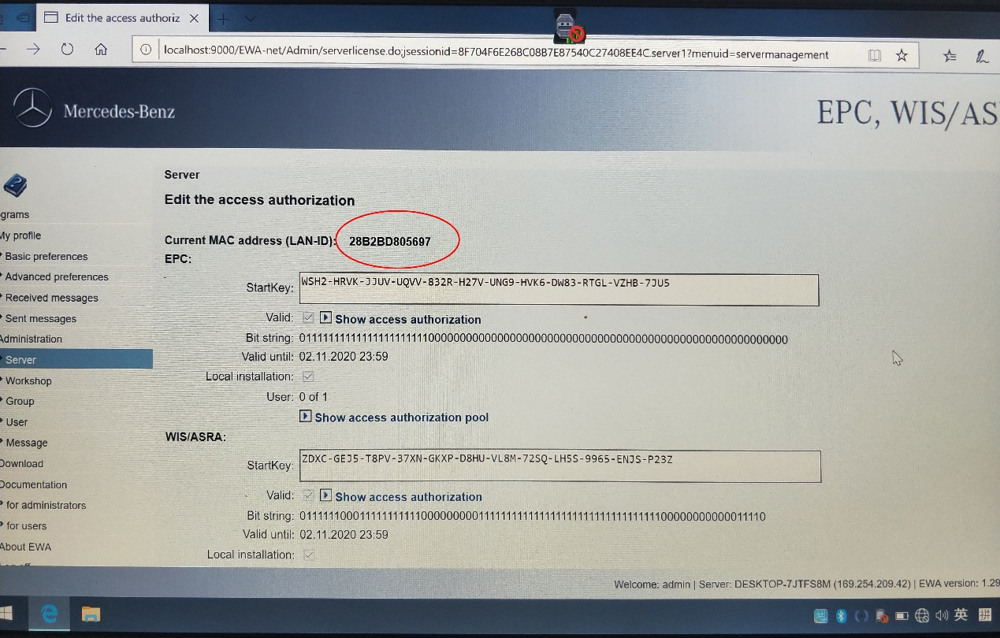 Edit the access authoriz
localhost:9000/EWA-net/Admin/serverlicense.do;jsessionid=8F704F6E268C08B7E87540C27408EE4C.server1?menuid=servermanagement
Mercedes-Benz
EPC, WIS/AS
grams
My profile
Basic preferences
Advanced preferences
Received messages
Sent messages
Administration
Server
Workshop
Group
User
Message
Download
Documentation
for administrators
for users
About EWA
Server
Edit the access authorization
Current MAC address (LAN-ID): 28B2BD805697
EPC:
StartKey: WSH2-HRVK-JJUV-UQVV-832R-H27V-UNG9-HVK6-DW83-RTGL-VZHB-7JU5
Valid: Show access authorization
Bit string:
Valid until: 02.11.2020 23:59
Local installation:
User: 0 of 1
Show access authorization pool
WIS/ASRA:
StartKey: ZDXC-GEJ5-T8PV-37XN-GKXP-D8HU-VL8M-72SQ-LH5S-9965-ENJS-P23Z
Valid: Show access authorization
Bit string:
Valid until: 02.11.2020 23:59
Local installation:
Welcome: admin | Server: DESKTOP-7JTFS8M (169.254.209.42) | EWA version: 1.29
英
拼